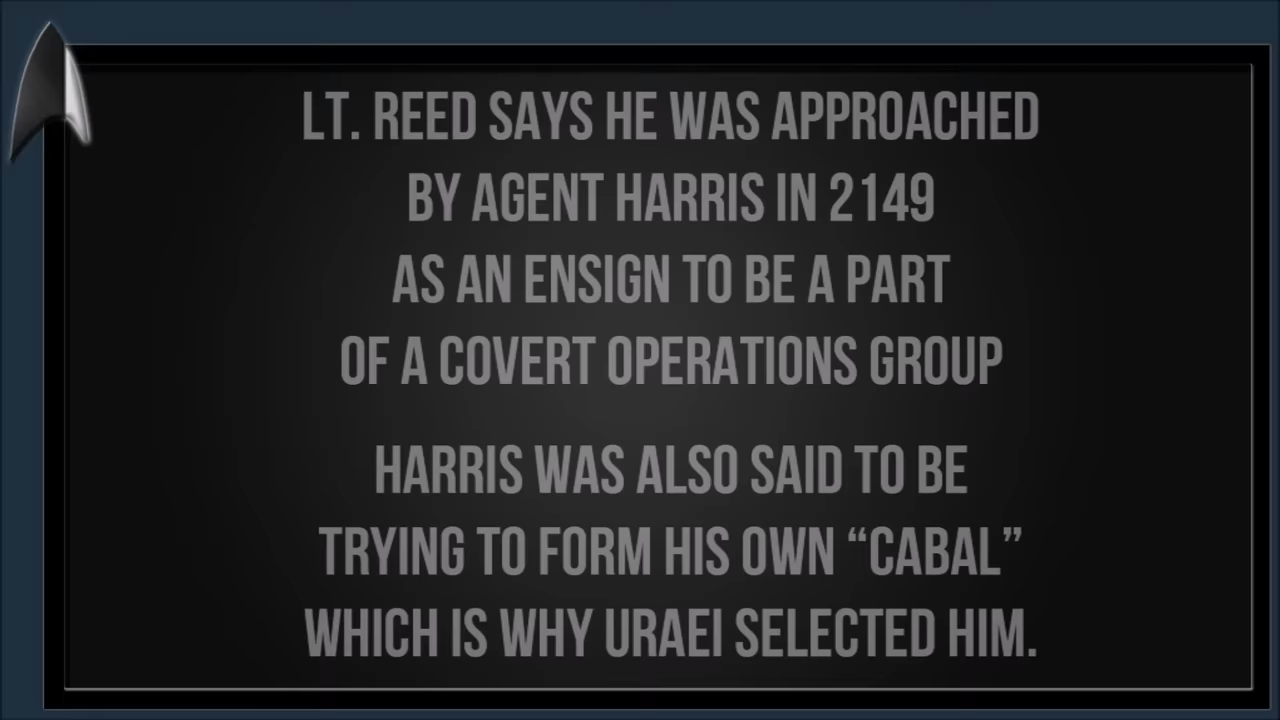 LT. REED SAYS HE WAS APPROACHED
BY AGENT HARRIS IN 2149
AS AN ENSIGN TO BE A PART
OF A COVERT OPERATIONS GROUP
HARRIS WAS ALSO SAID TO BE
TRYING TO FORM HIS OWN “CABAL”
WHICH IS WHY URAEI SELECTED HIM.